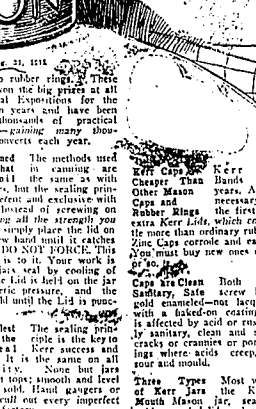 ug. 31, 1915
o rubber rings.) These
won the big prizes at all
al Expositions for the
n years and have been
thousands of practical
—gaining many thou-
onverts each year.
ned The methods used
hat in canning are
oil the same as with
rs, but the sealing prin-
petent and exclusive with
Instead of screwing on
ng all the strength you
simply place the lid on
w band until it catches
DO NOT FORCE. This
is to it. Your work is
jars seal by cooling of
e Lid is held on the jar
eric pressure, and the
ld until the Lid is punc-
lest The sealing prin-
the ciple is the key to
eal Kerr success and
It is the same on all
ity. None but jars
t tops; smooth and level
sold. Hand gaugers or
cull out every imperfect
Kerr Caps Kerr
Cheaper Than Bands
Other Mason years. A
Caps and necessary
Rubber Rings the first
extra Kerr Lids, which co
tle more than ordinary rub
Zinc Caps corrode and ea
You must buy new ones
or so.
Caps are Clean Both
Sanitary, Safe screw
gold enameled—not lacq
with a baked-on coating
is affected by acid or rus
ly sanitary, clean and s
cracks or crannies or por
ings where acids creep,
sour and mould.
Three Types Most w
of Kerr Jars the K
Mouth Mason jar, sea